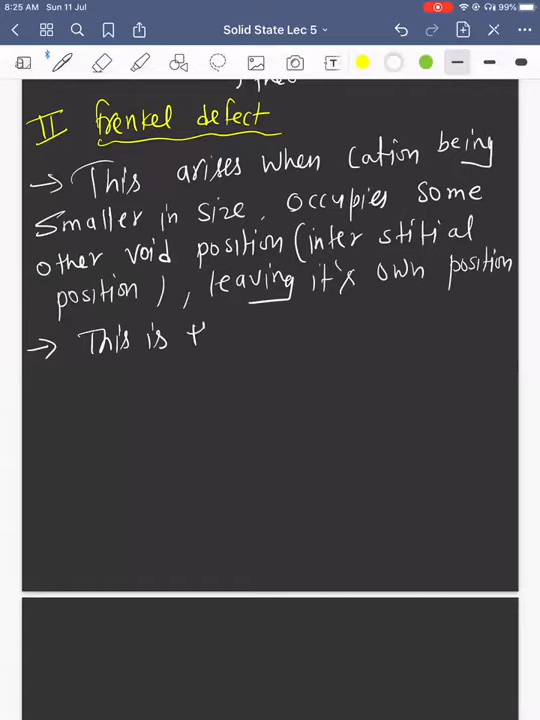 8:25 AM Sun 11 Jul
99%
Solid State Lec 5
II frenkel defect
→ This arises when cation being
smaller in size, occupies some
other void position (inter stitial
position), leaving it's own position
→ This is t